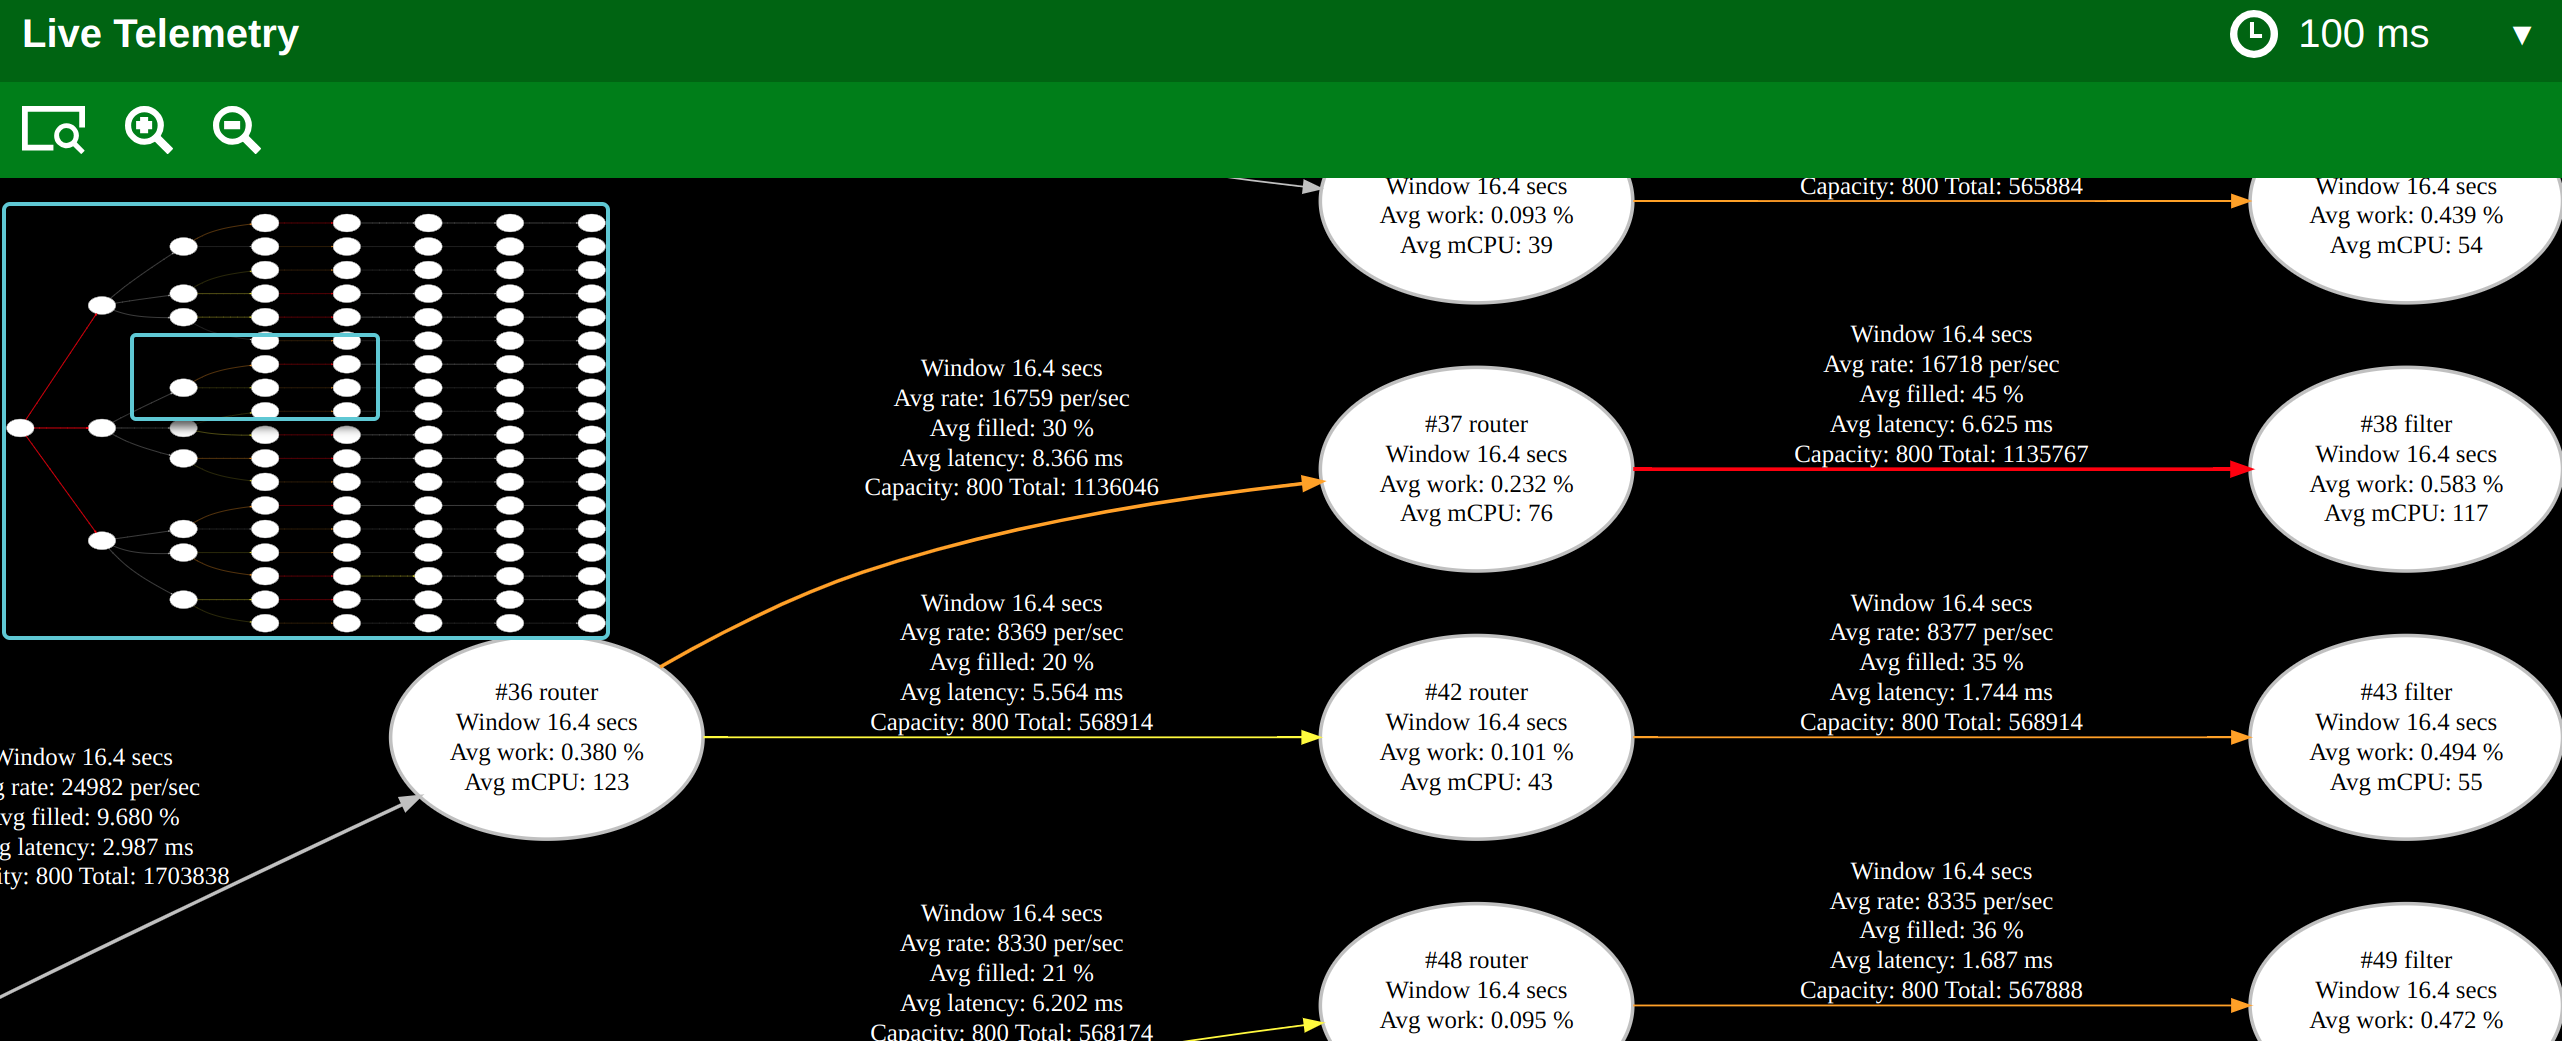 Live Telemetry
100 ms
Window 16.4 secs
Avg work: 0.093 %
Avg mCPU: 39
Capacity: 800 Total: 565884
Window 16.4 secs
Avg work: 0.439 %
Avg mCPU: 54
Window 16.4 secs
Avg rate: 16759 per/sec
Avg filled: 30 %
Avg latency: 8.366 ms
Capacity: 800 Total: 1136046
#37 router
Window 16.4 secs
Avg work: 0.232 %
Avg mCPU: 76
Window 16.4 secs
Avg rate: 16718 per/sec
Avg filled: 45 %
Avg latency: 6.625 ms
Capacity: 800 Total: 1135767
#38 filter
Window 16.4 secs
Avg work: 0.583 %
Avg mCPU: 117
#36 router
Window 16.4 secs
Avg work: 0.380 %
Avg mCPU: 123
Window 16.4 secs
Avg rate: 8369 per/sec
Avg filled: 20 %
Avg latency: 5.564 ms
Capacity: 800 Total: 568914
#42 router
Window 16.4 secs
Avg work: 0.101 %
Avg mCPU: 43
Window 16.4 secs
Avg rate: 8377 per/sec
Avg filled: 35 %
Avg latency: 1.744 ms
Capacity: 800 Total: 568914
#43 filter
Window 16.4 secs
Avg work: 0.494 %
Avg mCPU: 55
Window 16.4 secs
rate: 24982 per/sec
filled: 9.680 %
latency: 2.987 ms
800 Total: 1703838
Window 16.4 secs
Avg rate: 8330 per/sec
Avg filled: 21 %
Avg latency: 6.202 ms
Capacity: 800 Total: 568174
#48 router
Window 16.4 secs
Avg work: 0.095 %
Window 16.4 secs
Avg rate: 8335 per/sec
Avg filled: 36 %
Avg latency: 1.687 ms
Capacity: 800 Total: 567888
#49 filter
Window 16.4 secs
Avg work: 0.472 %